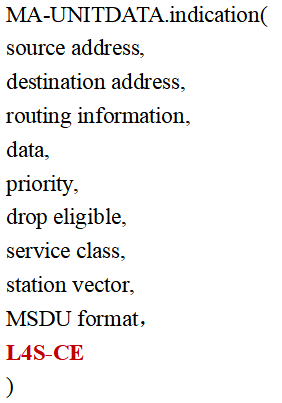 MA-UNITDATA.indication(
source address,
destination address,
routing information,
data,
priority,
drop eligible,
service class,
station vector,
MSDU format，
L4S-CE
)